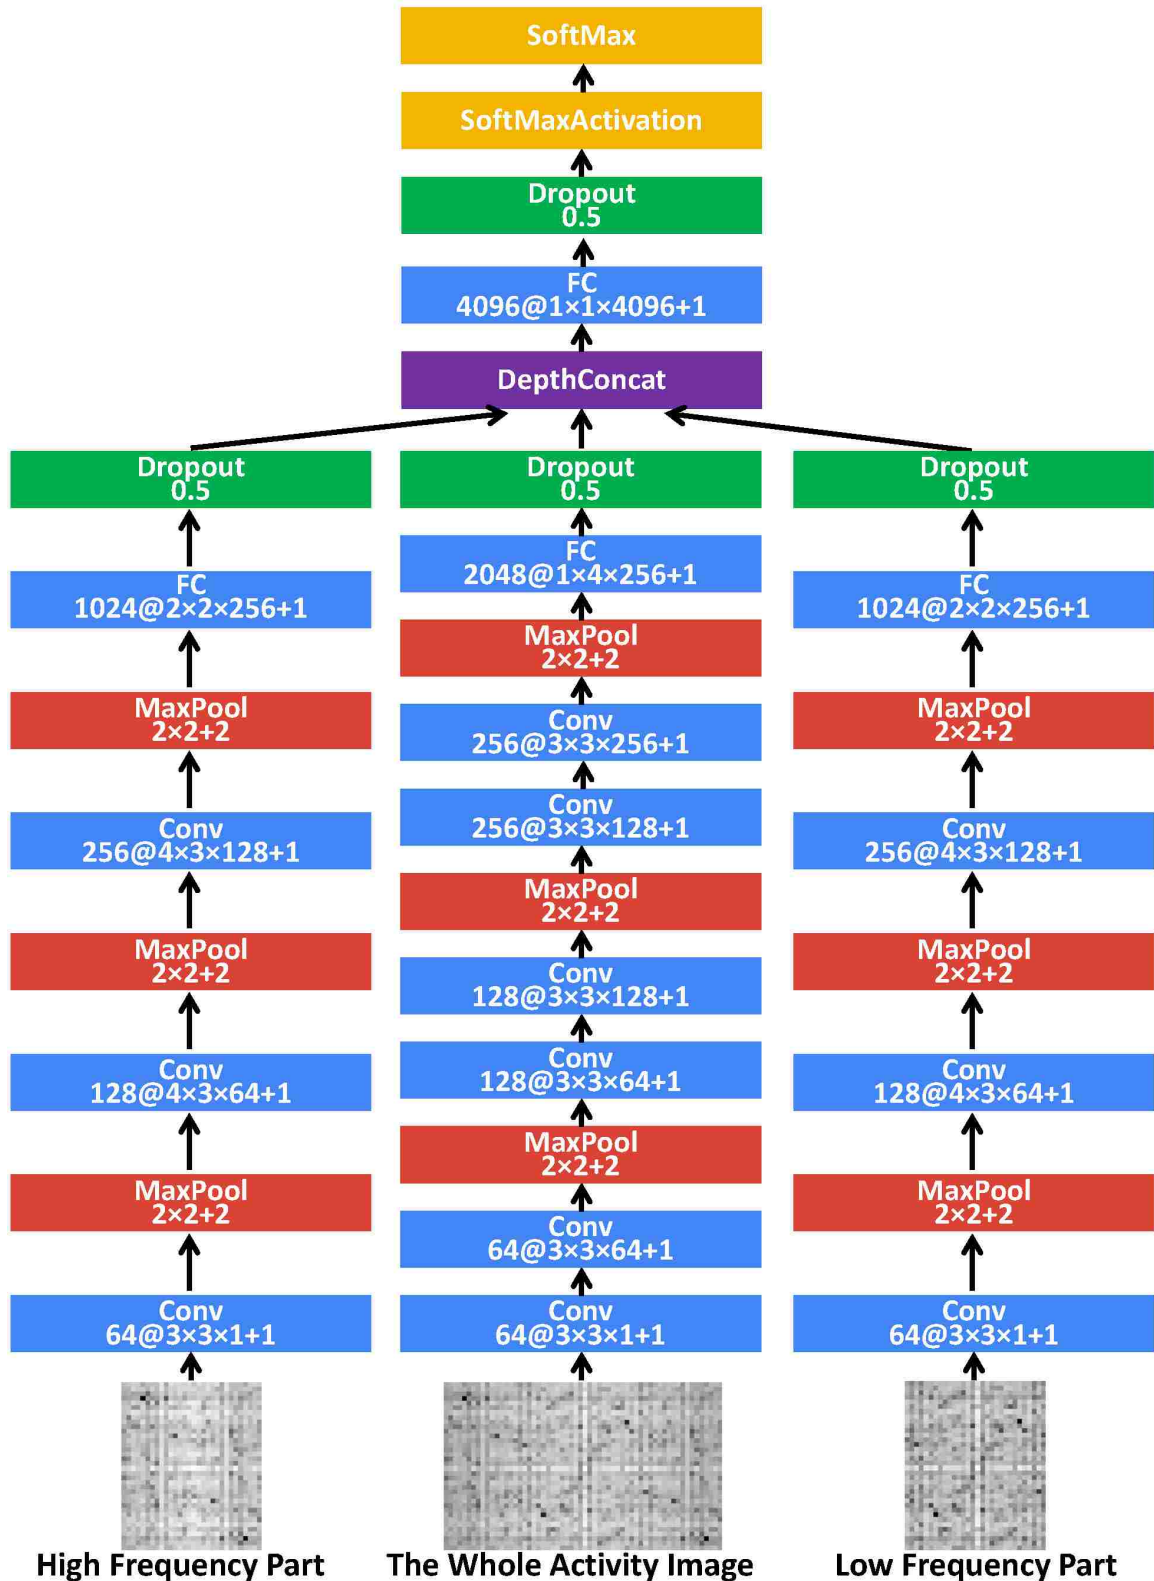 SoftMax
SoftMaxActivation
Dropout
0.5
FC
4096@1×1×4096+1
DepthConcat
Dropout
0.5
FC
1024@2×2×256+1
MaxPool
2×2+2
Conv
256@4×3×128+1
MaxPool
2×2+2
Conv
128@4×3×64+1
MaxPool
2×2+2
Conv
64@3×3×1+1
High Frequency Part
Dropout
0.5
FC
2048@1×4×256+1
MaxPool
2×2+2
Conv
256@3×3×256+1
Conv
256@3×3×128+1
MaxPool
2×2+2
Conv
128@3×3×128+1
Conv
128@3×3×64+1
MaxPool
2×2+2
Conv
64@3×3×64+1
Conv
64@3×3×1+1
The Whole Activity Image
Dropout
0.5
FC
1024@2×2×256+1
MaxPool
2×2+2
Conv
256@4×3×128+1
MaxPool
2×2+2
Conv
128@4×3×64+1
MaxPool
2×2+2
Conv
64@3×3×1+1
Low Frequency Part